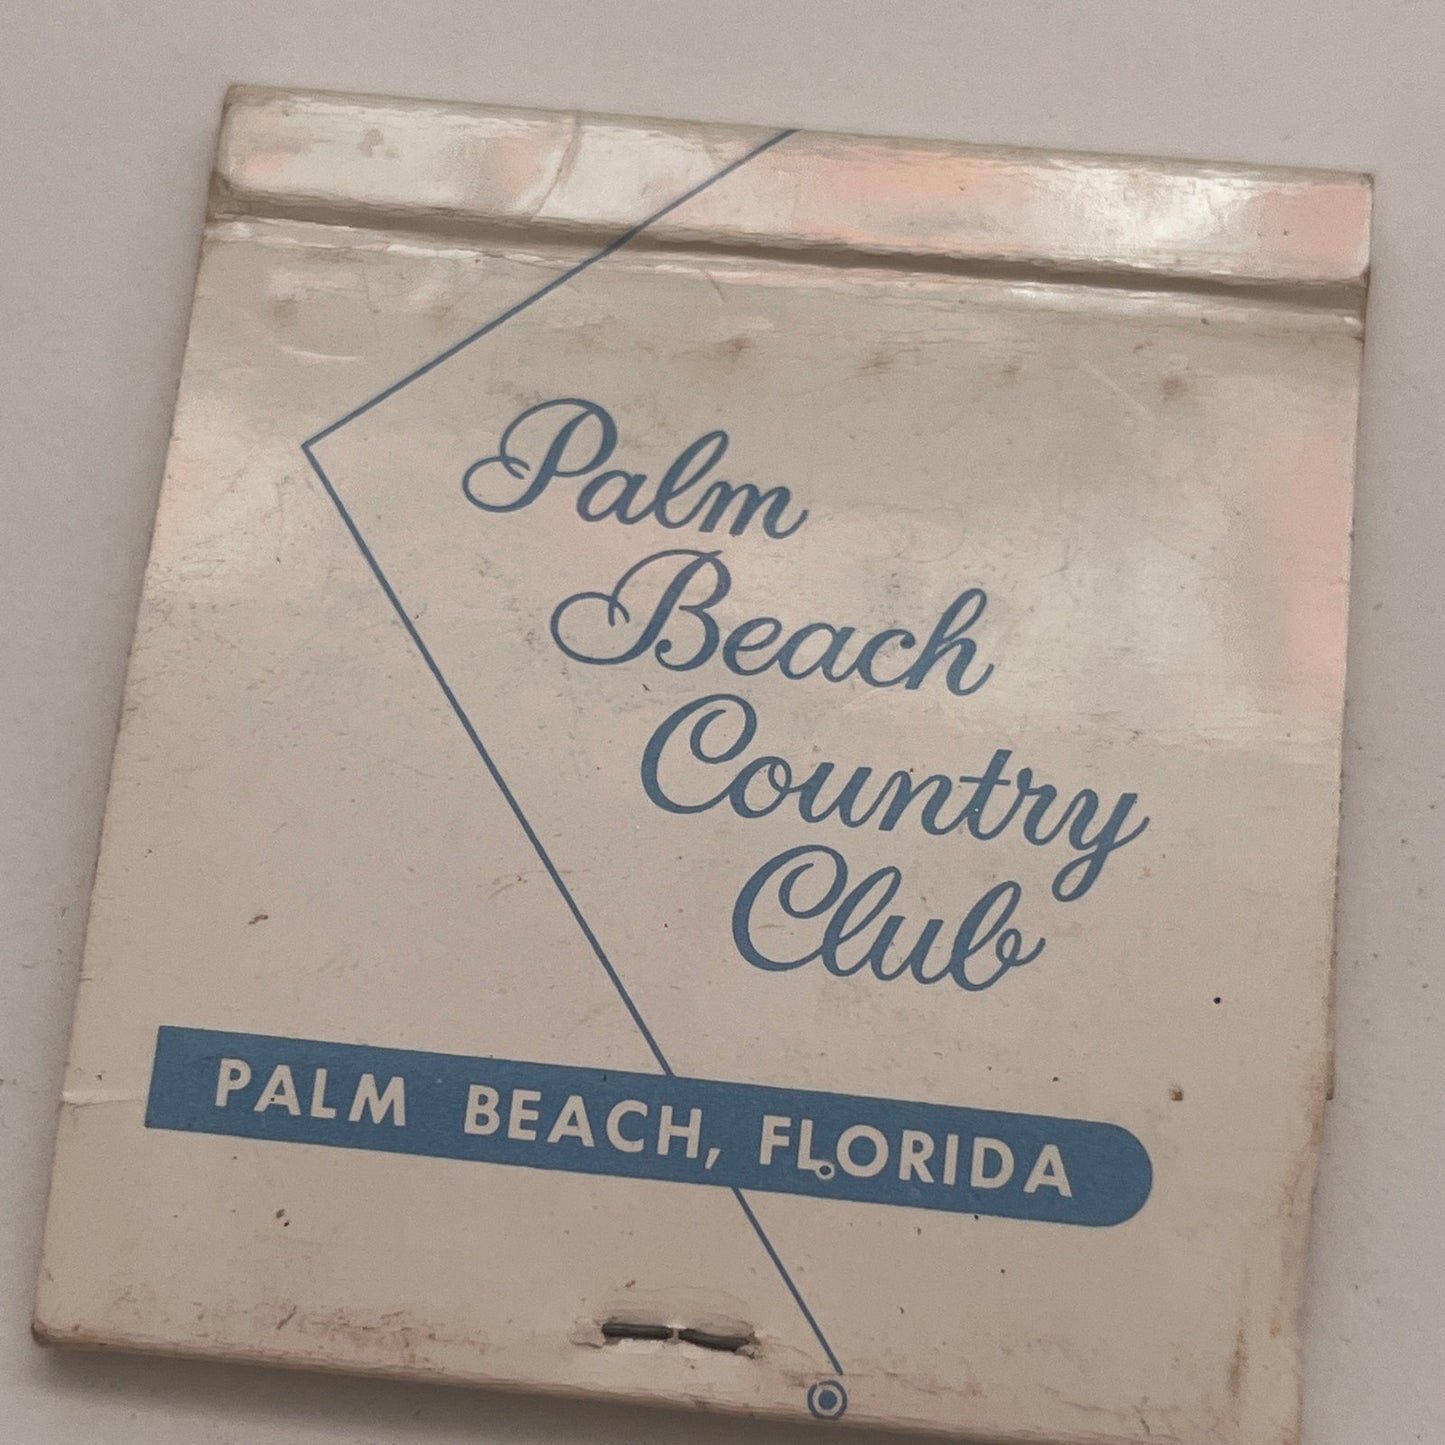 Palm
Beach
Country
Club
PALM BEACH, FLORIDA